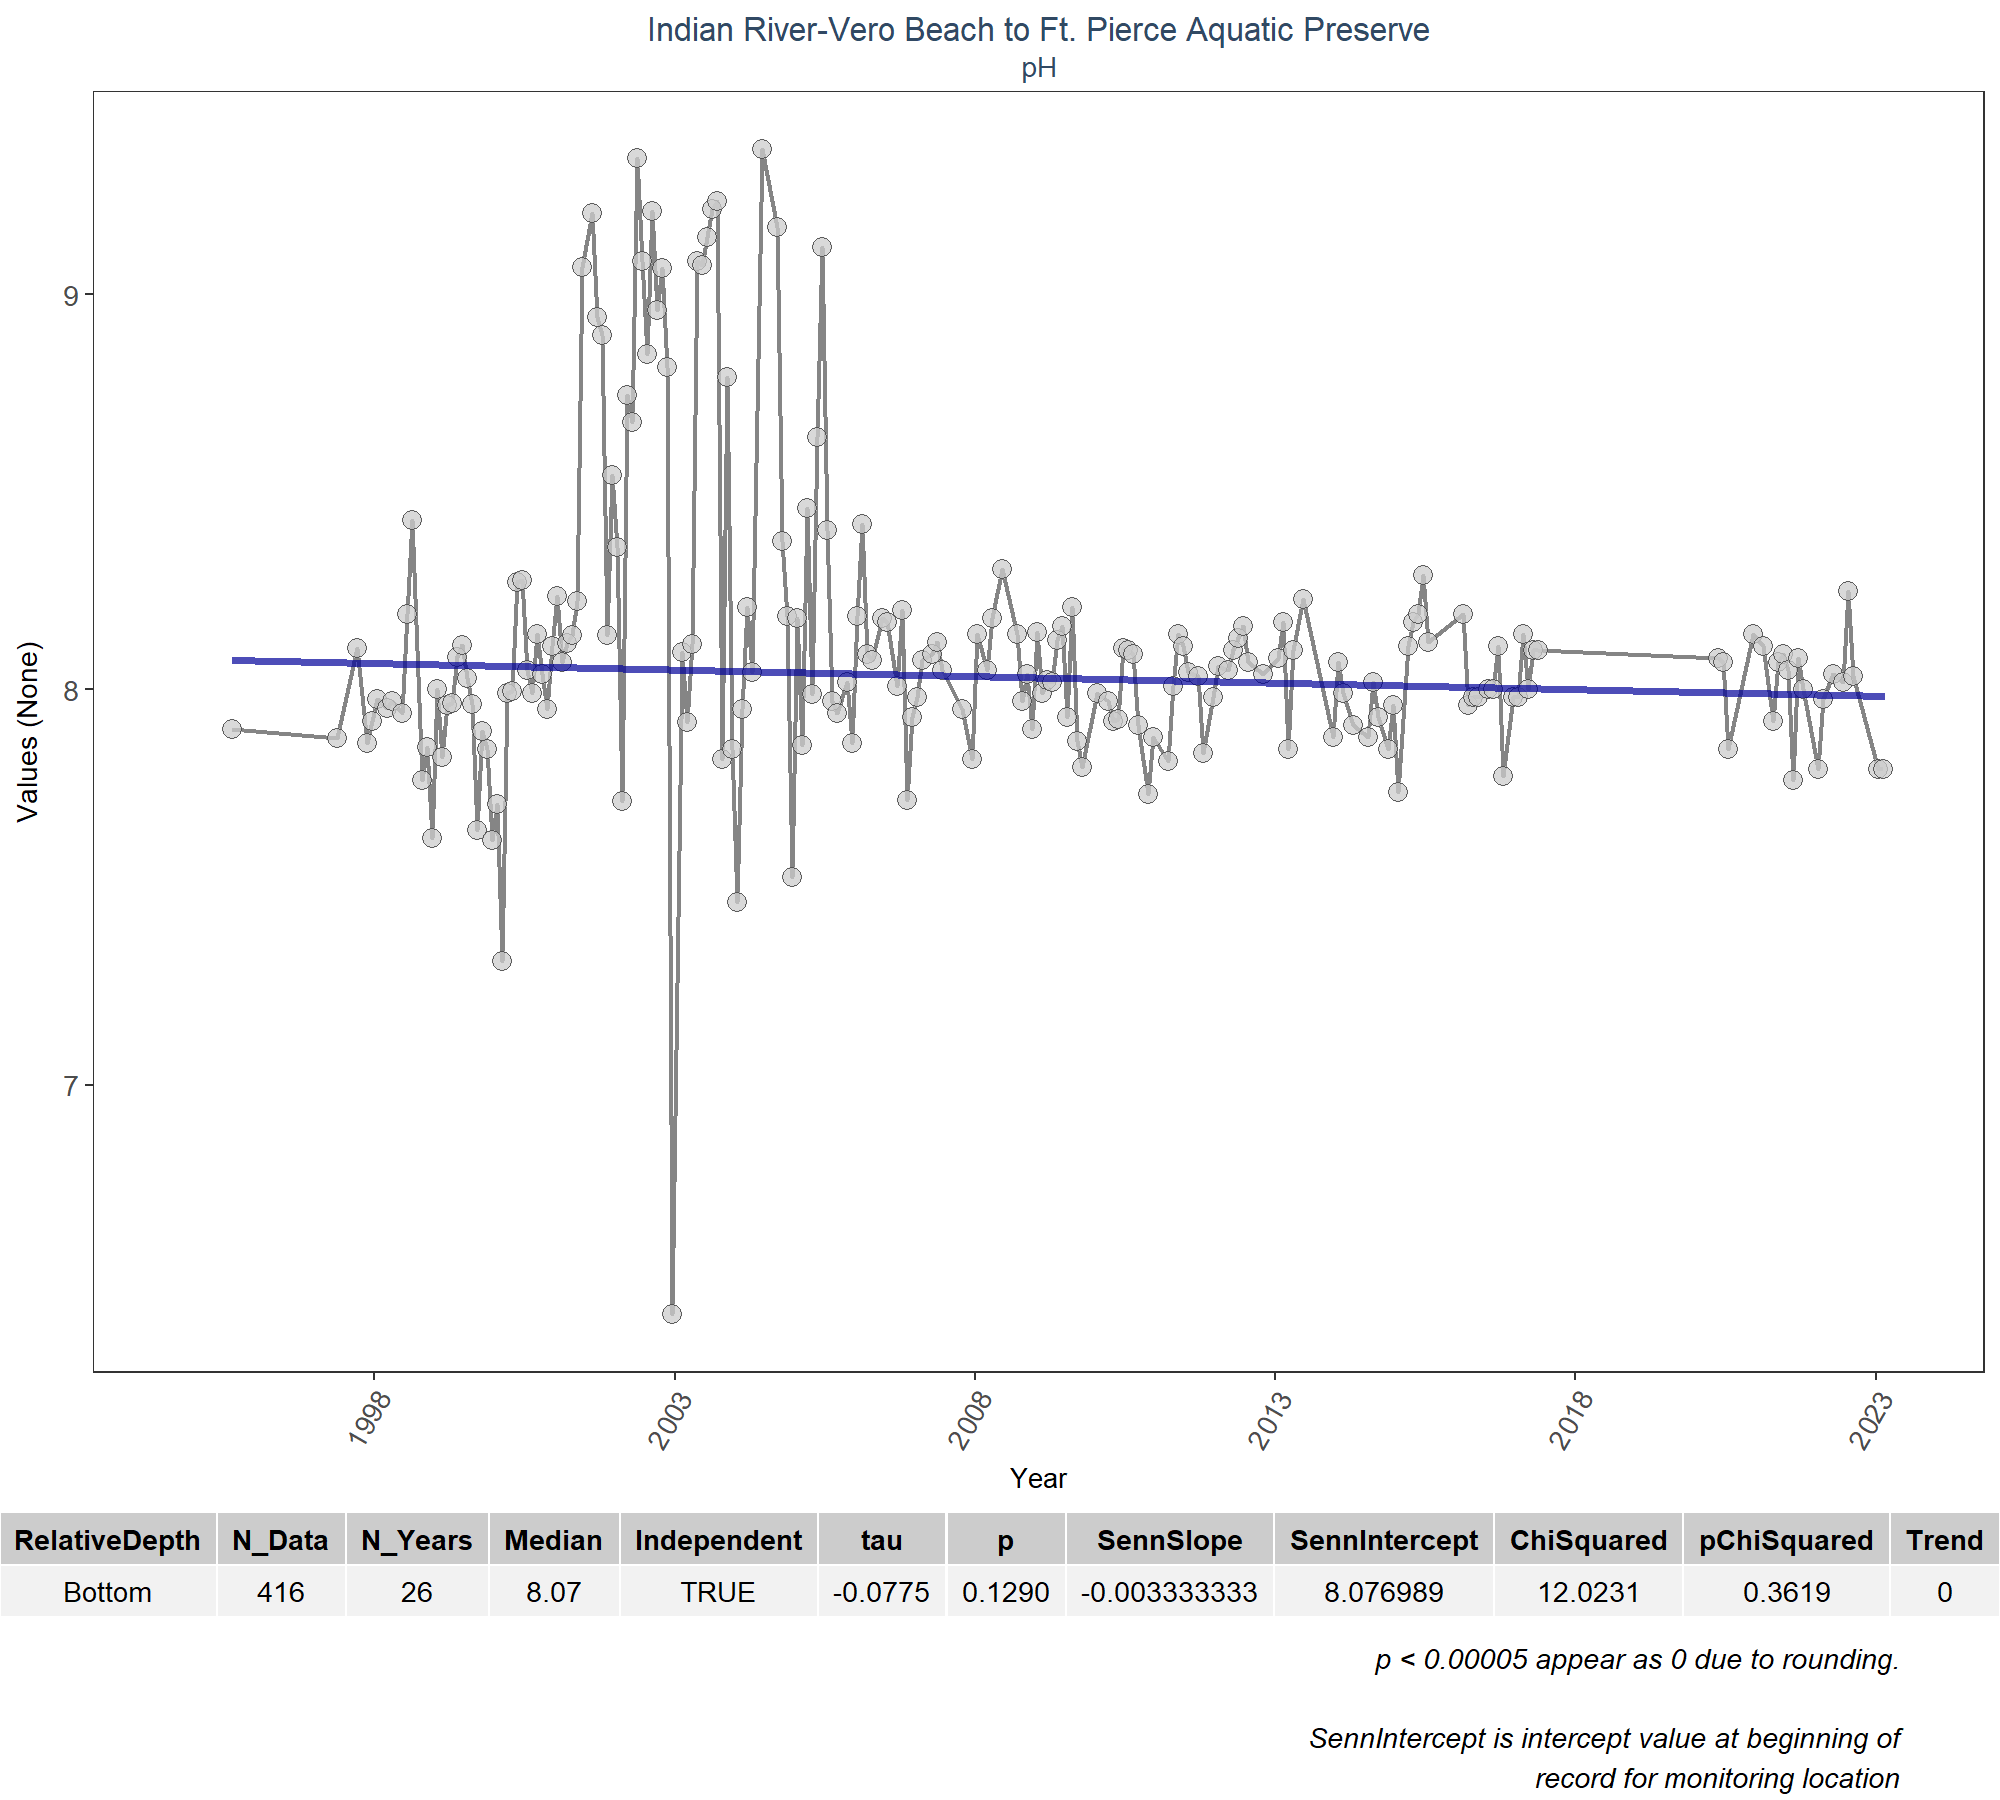 Indian River-Vero Beach to Ft. Pierce Aquatic Preserve
pH
9
8
7
Values (None)
1998 2003 2008 2013 2018 2023
Year
RelativeDepth N_Data N_Years Median Independent tau p SennSlope SennIntercept ChiSquared pChiSquared Trend
Bottom 416 26 8.07 TRUE -0.0775 0.1290 -0.003333333 8.076989 12.0231 0.3619 0
p < 0.00005 appear as 0 due to rounding.
SennIntercept is intercept value at beginning of
record for monitoring location